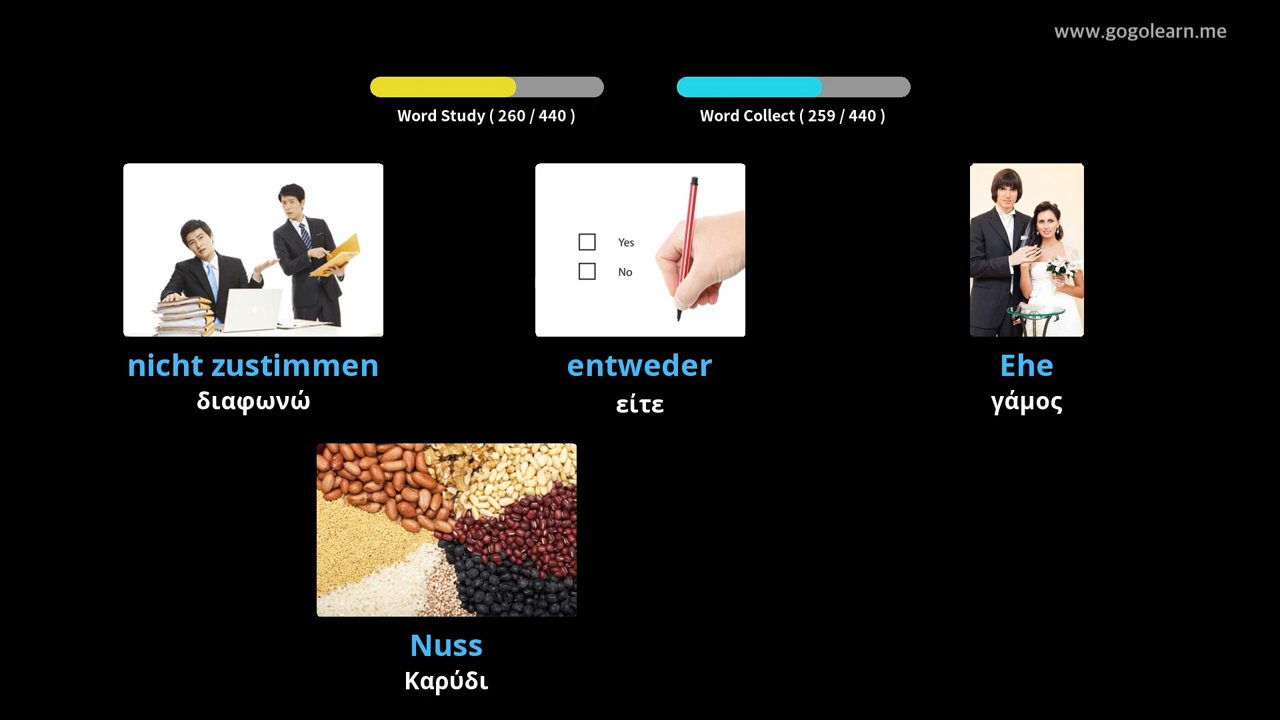 www.gogolearn.me
Word Study ( 260 / 440 )
Word Collect ( 259 / 440 )
Yes
No
nicht zustimmen
διαφωνώ
entweder
είτε
Ehe
γάμος
Nuss
Καρύδι